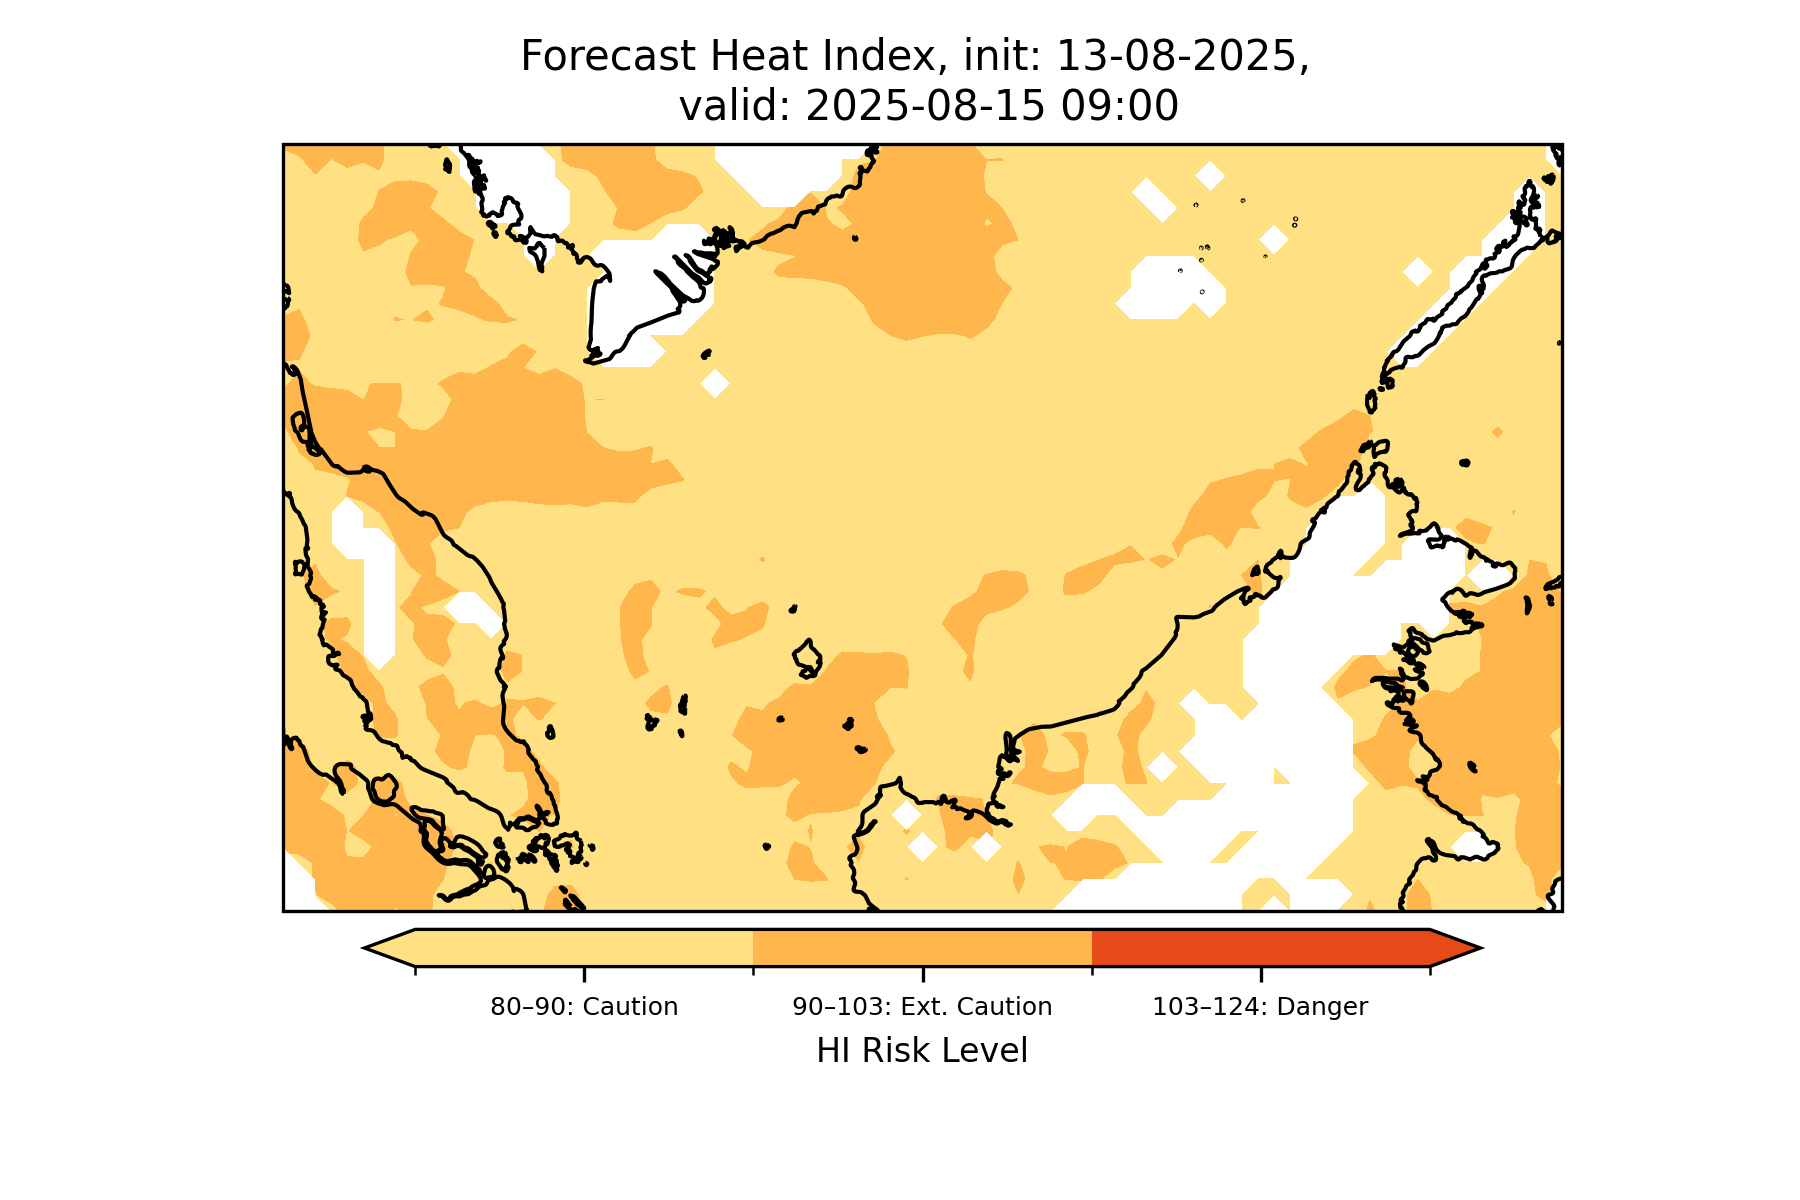 Forecast Heat Index, init: 13-08-2025,
valid: 2025-08-15 09:00
80–90: Caution
90–103: Ext. Caution
103–124: Danger
HI Risk Level